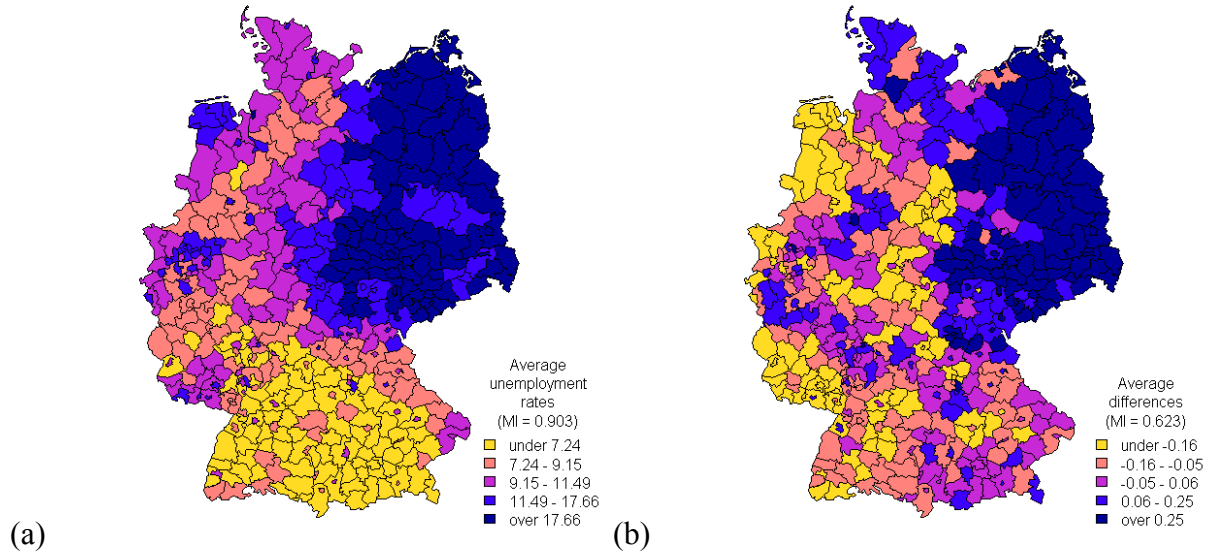 Average
unemployment
rates
(MI = 0.903)
under 7.24
7.24 - 9.15
9.15 - 11.49
11.49 - 17.66
over 17.66
(a)
Average
differences
(MI = 0.623)
under -0.16
-0.16 - -0.05
-0.05 - 0.06
0.06 - 0.25
over 0.25
(b)